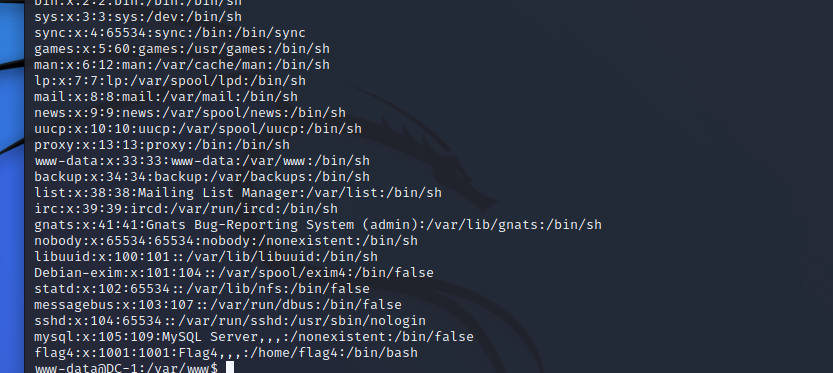 bin:x:2:2:bin:/bin:/bin/sh
sys:x:3:3:sys:/dev:/bin/sh
sync:x:4:65534:sync:/bin:/bin/sync
games:x:5:60:games:/usr/games:/bin/sh
man:x:6:12:man:/var/cache/man:/bin/sh
lp:x:7:7:lp:/var/spool/lpd:/bin/sh
mail:x:8:8:mail:/var/mail:/bin/sh
news:x:9:9:news:/var/spool/news:/bin/sh
uucp:x:10:10:uucp:/var/spool/uucp:/bin/sh
proxy:x:13:13:proxy:/bin:/bin/sh
www-data:x:33:33:www-data:/var/www:/bin/sh
backup:x:34:34:backup:/var/backups:/bin/sh
list:x:38:38:Mailing List Manager:/var/list:/bin/sh
irc:x:39:39:ircd:/var/run/ircd:/bin/sh
gnats:x:41:41:Gnats Bug-Reporting System (admin):/var/lib/gnats:/bin/sh
nobody:x:65534:65534:nobody:/nonexistent:/bin/sh
libuuid:x:100:101::/var/lib/libuuid:/bin/sh
Debian-exim:x:101:104::/var/spool/exim4:/bin/false
statd:x:102:65534::/var/lib/nfs:/bin/false
messagebus:x:103:107::/var/run/dbus:/bin/false
sshd:x:104:65534::/var/run/sshd:/usr/sbin/nologin
mysql:x:105:109:MySQL Server,,,:/nonexistent:/bin/false
flag4:x:1001:1001:Flag4,,,:/home/flag4:/bin/bash
www-data@DC-1:/var/www$